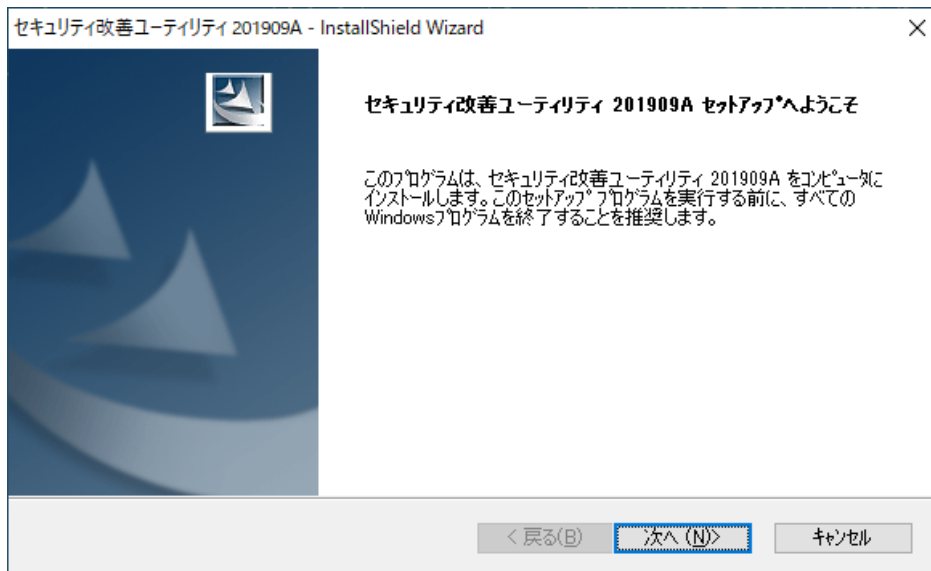 セキュリティ改善ユーティリティ 201909A - InstallShield Wizard
セキュリティ改善ユーティリティ 201909A ｾｯﾄｱｯﾌﾟへようこそ
このﾌﾟﾛｸﾞﾗﾑは、セキュリティ改善ユーティリティ 201909A をｺﾝﾋﾟｭｰﾀに
ｲﾝｽﾄｰﾙします。このｾｯﾄｱｯﾌﾟ ﾌﾟﾛｸﾞﾗﾑを実行する前に、すべての
Windowsﾌﾟﾛｸﾞﾗﾑを終了することを推奨します。
< 戻る(B)
次へ (N)>
ｷｬﾝｾﾙ